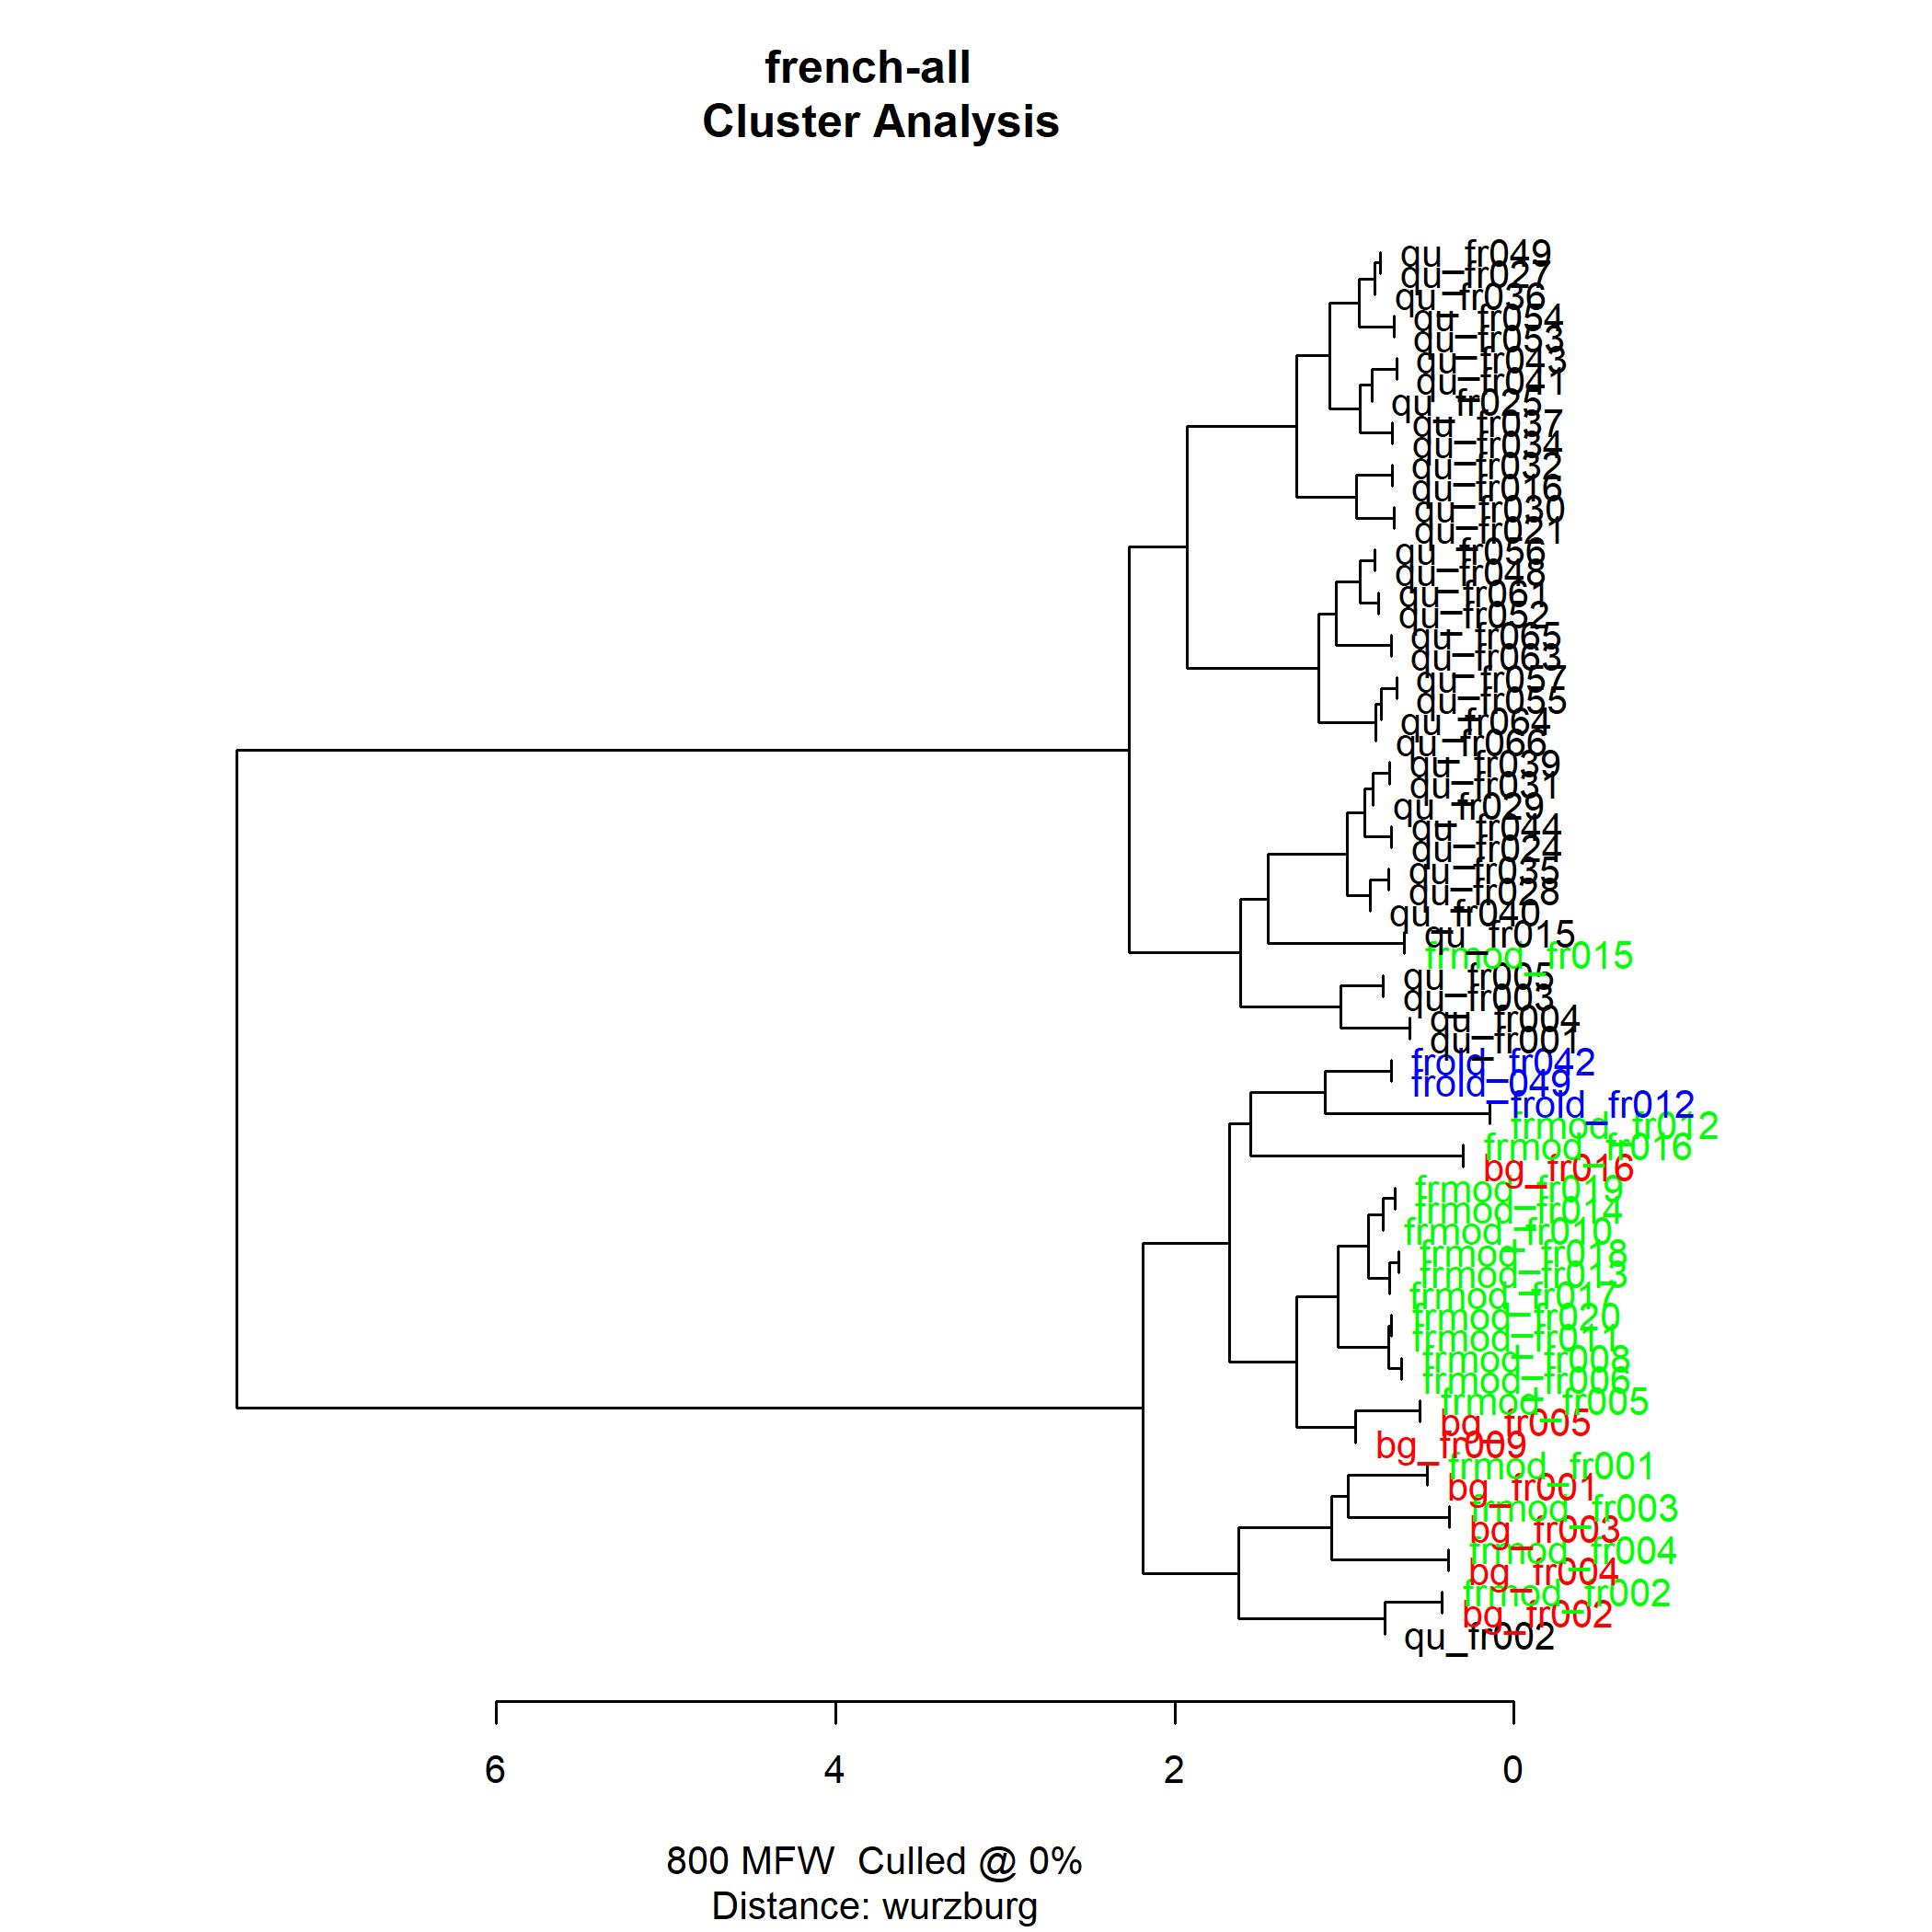 french-all
Cluster Analysis
qu_fr049
qu_fr027
qu_fr036
qu_fr054
qu_fr053
qu_fr043
qu_fr041
qu_fr025
qu_fr037
qu_fr034
qu_fr032
qu_fr016
qu_fr030
qu_fr021
qu_fr056
qu_fr048
qu_fr061
qu_fr052
qu_fr065
qu_fr063
qu_fr057
qu_fr055
qu_fr064
qu_fr066
qu_fr039
qu_fr031
qu_fr029
qu_fr044
qu_fr024
qu_fr035
qu_fr028
qu_fr040
qu_fr015
frmod_fr015
qu_fr005
qu_fr003
qu_fr004
qu_fr001
frold_fr042
frold_049
frold_fr012
frmod_fr012
frmod_fr016
bg_fr016
frmod_fr019
frmod_fr014
frmod_fr010
frmod_fr018
frmod_fr013
frmod_fr017
frmod_fr020
frmod_fr011
frmod_fr008
frmod_fr006
frmod_fr005
bg_fr005
bg_fr009
frmod_fr001
bg_fr001
frmod_fr003
bg_fr003
frmod_fr004
bg_fr004
frmod_fr002
bg_fr002
qu_fr002
6 4 2 0
800 MFW  Culled @ 0%
Distance: wurzburg